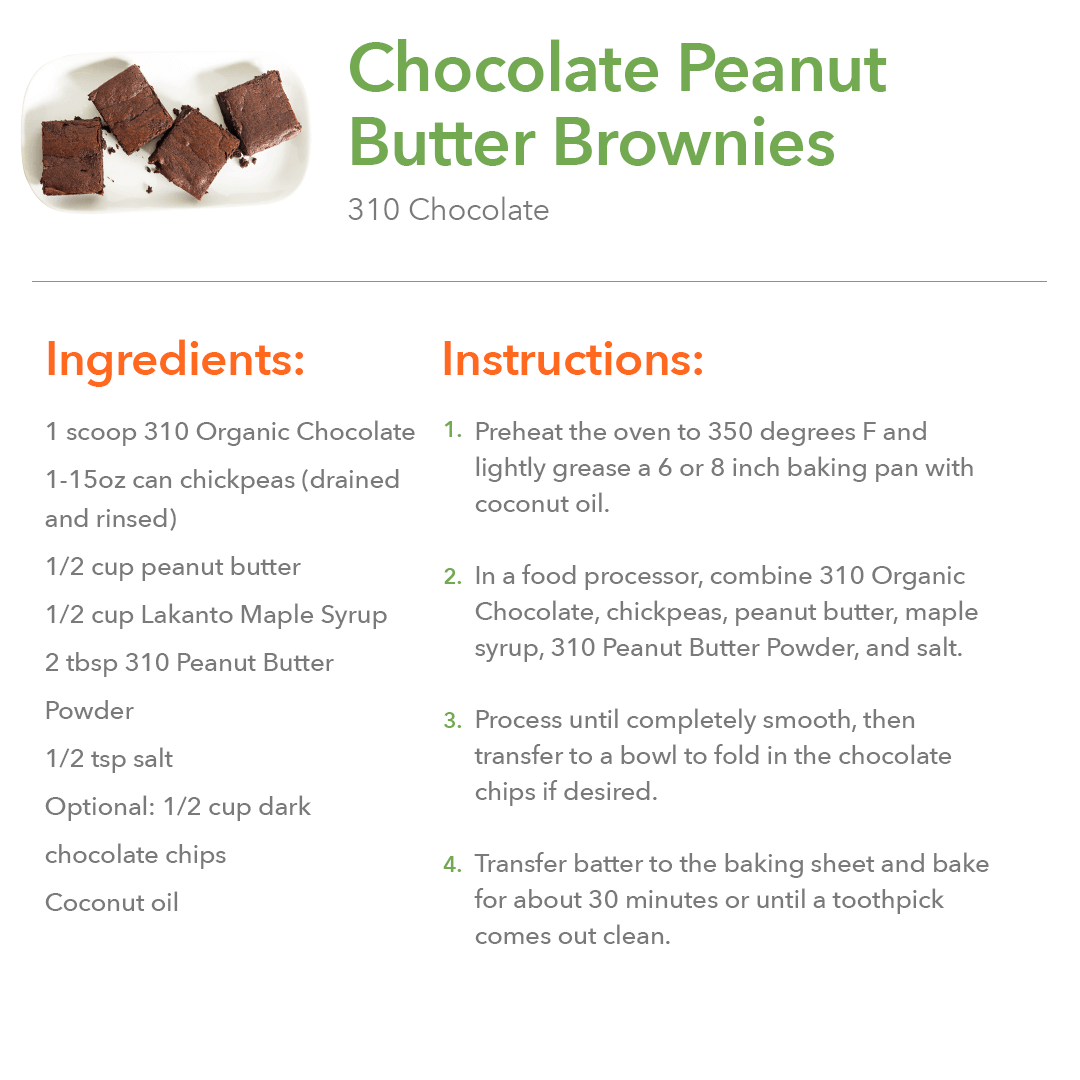 Chocolate Peanut
Butter Brownies
310 Chocolate
Ingredients:
1 scoop 310 Organic Chocolate
1-15oz can chickpeas (drained
and rinsed)
1/2 cup peanut butter
1/2 cup Lakanto Maple Syrup
2 tbsp 310 Peanut Butter
Powder
1/2 tsp salt
Optional: 1/2 cup dark
chocolate chips
Coconut oil
Instructions:
1. Preheat the oven to 350 degrees F and
lightly grease a 6 or 8 inch baking pan with
coconut oil.
2. In a food processor, combine 310 Organic
Chocolate, chickpeas, peanut butter, maple
syrup, 310 Peanut Butter Powder, and salt.
3. Process until completely smooth, then
transfer to a bowl to fold in the chocolate
chips if desired.
4. Transfer batter to the baking sheet and bake
for about 30 minutes or until a toothpick
comes out clean.